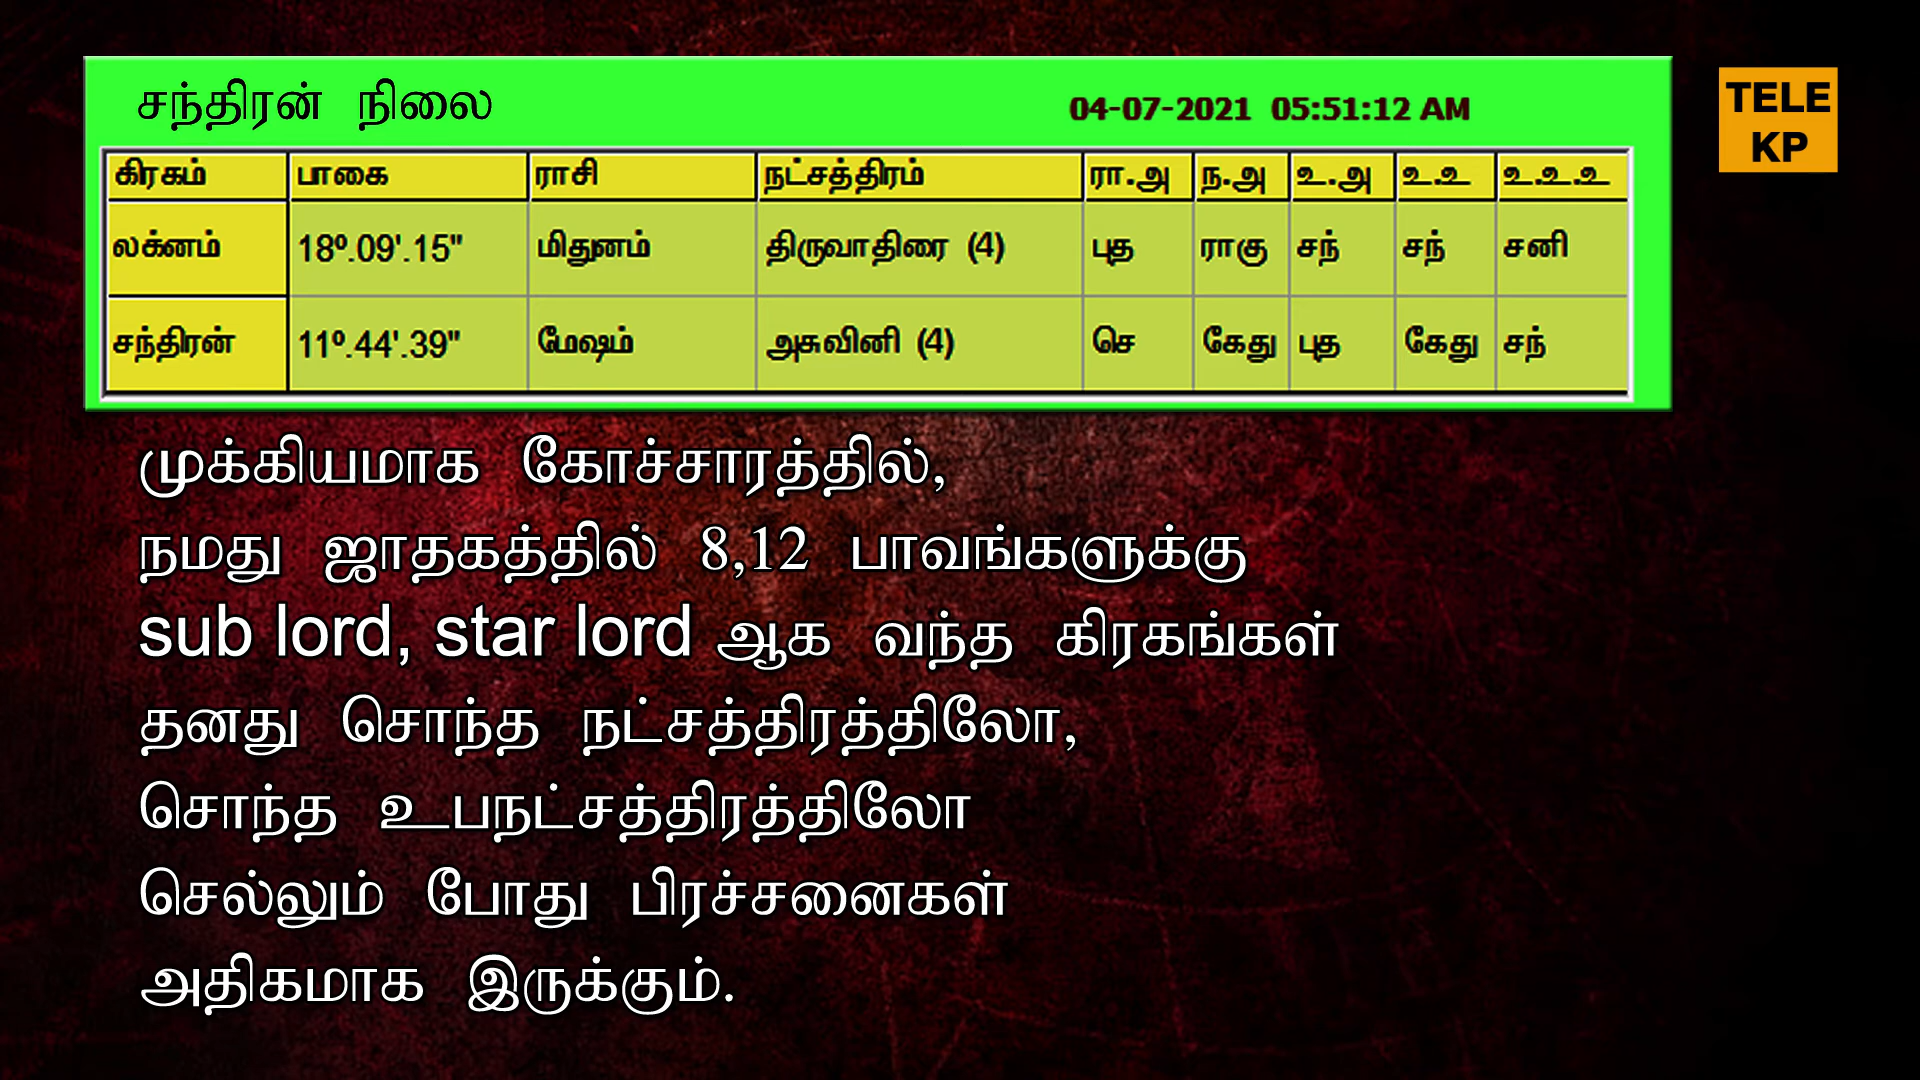 சந்திரன் நிலை 04-07-2021 05:51:12 AM
TELE
KP
கிரகம் பாகை ராசி நட்சத்திரம் ரா.அ ந.அ உ.அ உ.உ உ.உ.உ
லக்னம் 18º.09'.15" மிதுனம் திருவாதிரை (4) புத ராகு சந் சந் சனி
சந்திரன் 11º.44'.39" மேஷம் அசுவினி (4) செ கேது புத கேது சந்
முக்கியமாக கோச்சாரத்தில்,
நமது ஜாதகத்தில் 8,12 பாவங்களுக்கு
sub lord, star lord ஆக வந்த கிரகங்கள்
தனது சொந்த நட்சத்திரத்திலோ,
சொந்த உபநட்சத்திரத்திலோ
செல்லும் போது பிரச்சனைகள்
அதிகமாக இருக்கும்.